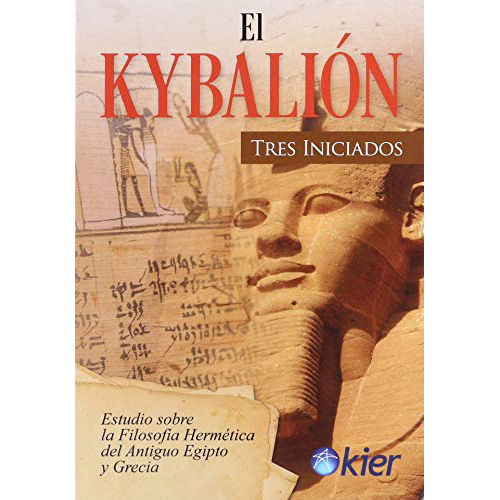 El
KYBALIÓN
TRES INICIADOS
Estudio sobre
la Filosofía Hermética
del Antiguo Egipto
y Grecia
kier